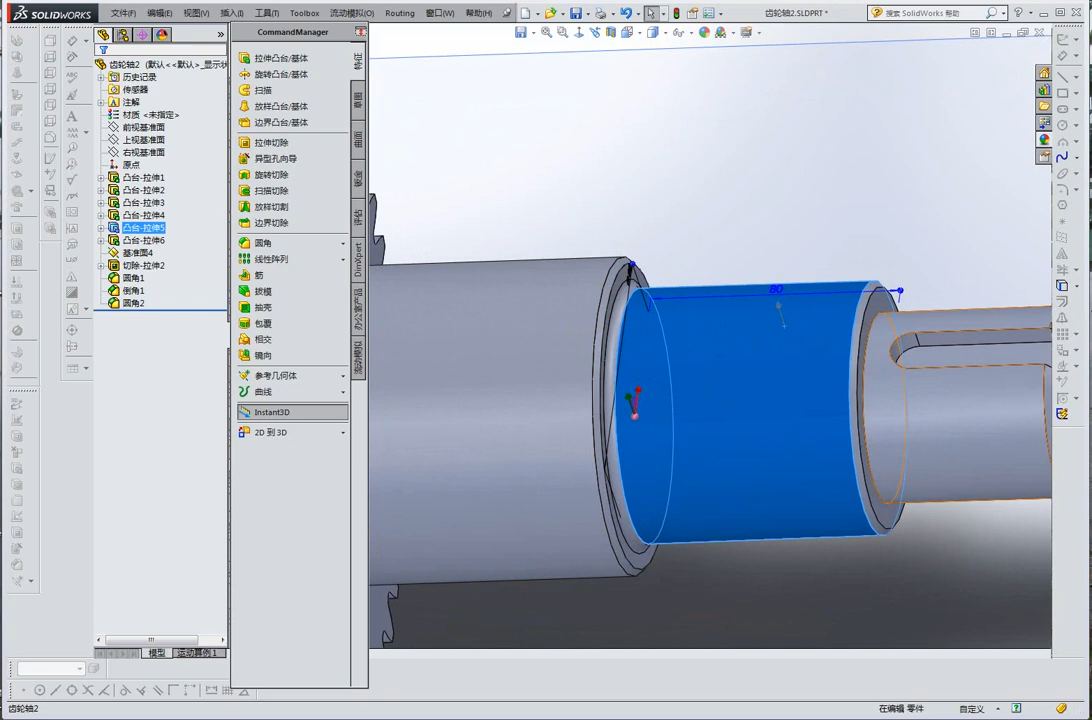 SOLIDWORKS
文件(F)
编辑(E)
视图(V)
插入(I)
工具(T)
Toolbox
流动模拟(O)
Routing
窗口(W)
帮助(H)
齿轮轴2.SLDPRT *
搜索 SolidWorks 帮助
CommandManager
齿轮轴2 (默认<<默认>_显示状
历史记录
传感器
注解
材质 <未指定>
前视基准面
上视基准面
右视基准面
原点
凸台-拉伸1
凸台-拉伸2
凸台-拉伸3
凸台-拉伸4
凸台-拉伸5
凸台-拉伸6
基准面4
切除-拉伸2
圆角1
倒角1
圆角2
拉伸凸台/基体
旋转凸台/基体
扫描
放样凸台/基体
边界凸台/基体
拉伸切除
异型孔向导
旋转切除
扫描切除
放样切割
边界切除
圆角
线性阵列
筋
拔模
抽壳
包覆
相交
镜向
参考几何体
曲线
Instant3D
2D 到 3D
特征
草图
曲面
钣金
评估
DimXpert
办公室产品
流动模拟
80
模型
运动算例 1
齿轮轴2
在编辑 零件
自定义